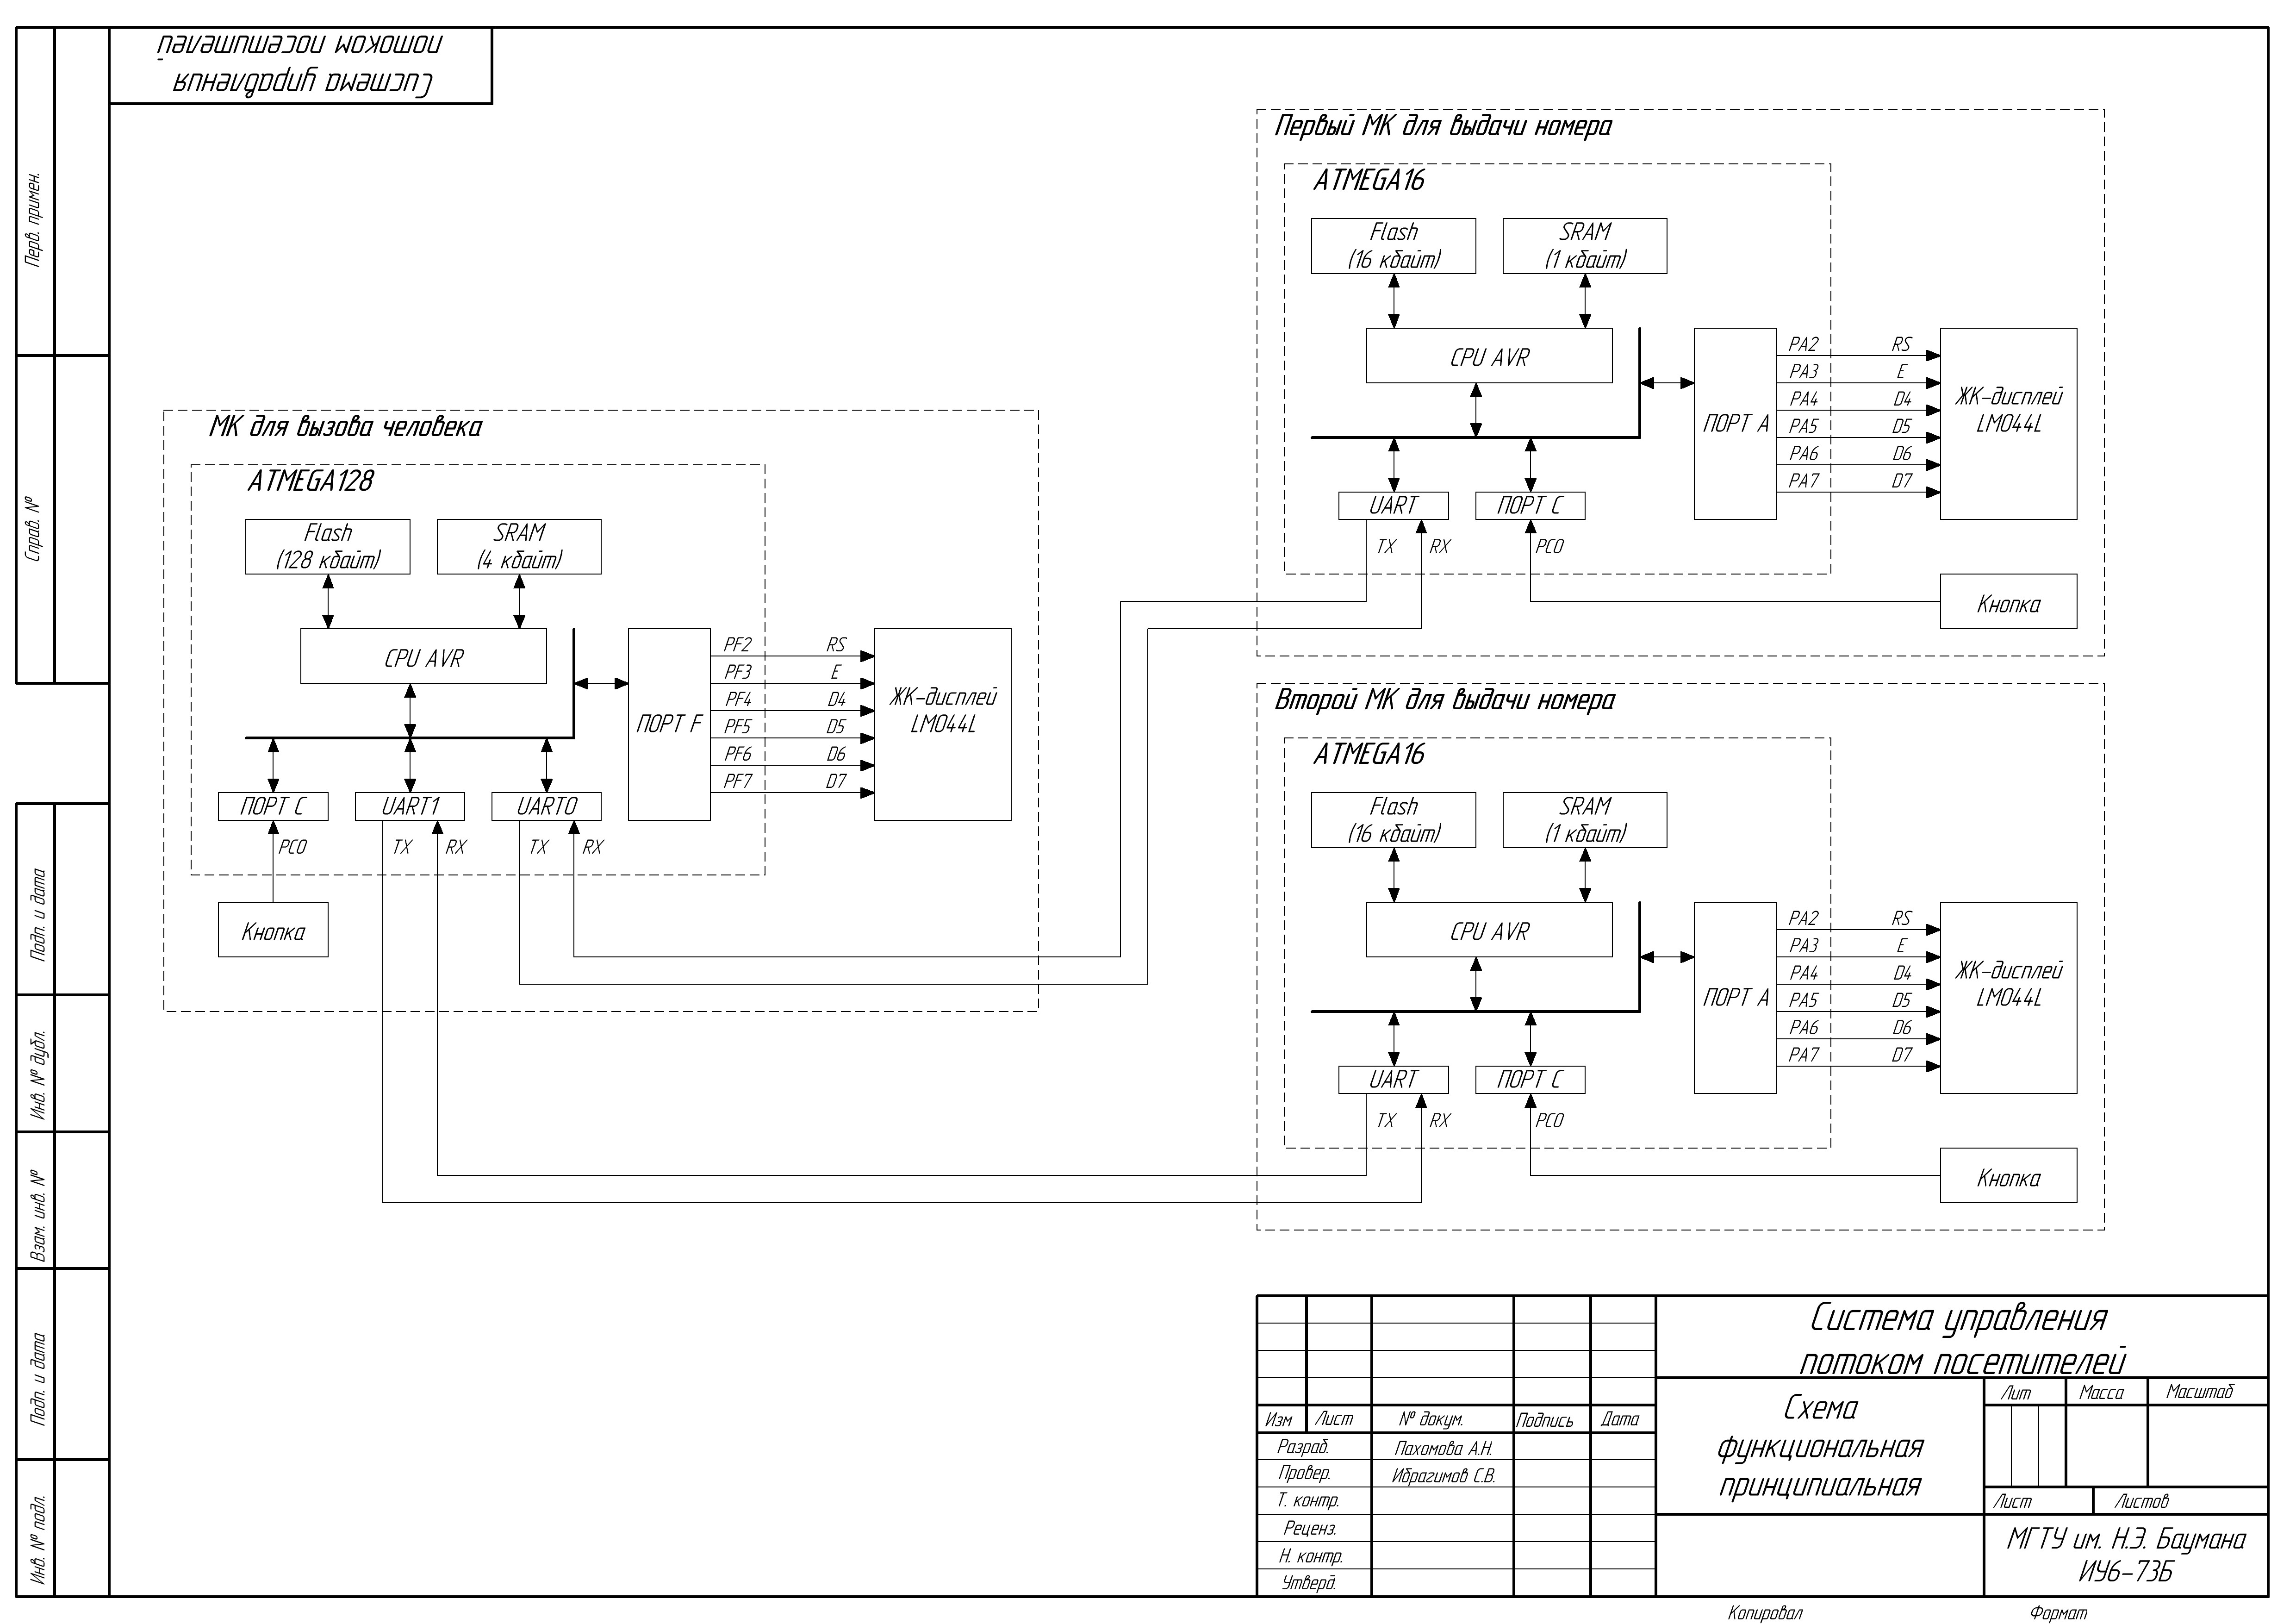 Система управления
потоком посетителей
Перв. примен.
Справ. №
Подп. и дата
Инв. № дубл.
Взам. инв. №
Подп. и дата
Инв. № подл.
МК для вызова человека
ATMEGA128
Flash
(128 кбайт)
SRAM
(4 кбайт)
CPU AVR
ПОРТ F
PF2 RS
PF3 E
PF4 D4
PF5 D5
PF6 D6
PF7 D7
ЖК-дисплей
LM044L
ПОРТ C
UART1
UART0
PC0
TX RX
TX RX
Кнопка
Первый МК для выдачи номера
ATMEGA16
Flash
(16 кбайт)
SRAM
(1 кбайт)
CPU AVR
ПОРТ А
PA2 RS
PA3 E
PA4 D4
PA5 D5
PA6 D6
PA7 D7
ЖК-дисплей
LM044L
UART
ПОРТ C
TX RX
PC0
Кнопка
Второй МК для выдачи номера
ATMEGA16
Flash
(16 кбайт)
SRAM
(1 кбайт)
CPU AVR
ПОРТ А
PA2 RS
PA3 E
PA4 D4
PA5 D5
PA6 D6
PA7 D7
ЖК-дисплей
LM044L
UART
ПОРТ C
TX RX
PC0
Кнопка
Система управления
потоком посетителей
Схема
функциональная
принципиальная
Лит Масса Масштаб
Лист Листов
МГТУ им. Н.Э. Баумана
ИУ6-73Б
Изм Лист № докум. Подпись Дата
Разраб. Пахомова А.Н.
Провер. Ибрагимов С.В.
Т. контр.
Реценз.
Н. контр.
Утверд.
Копировал Формат